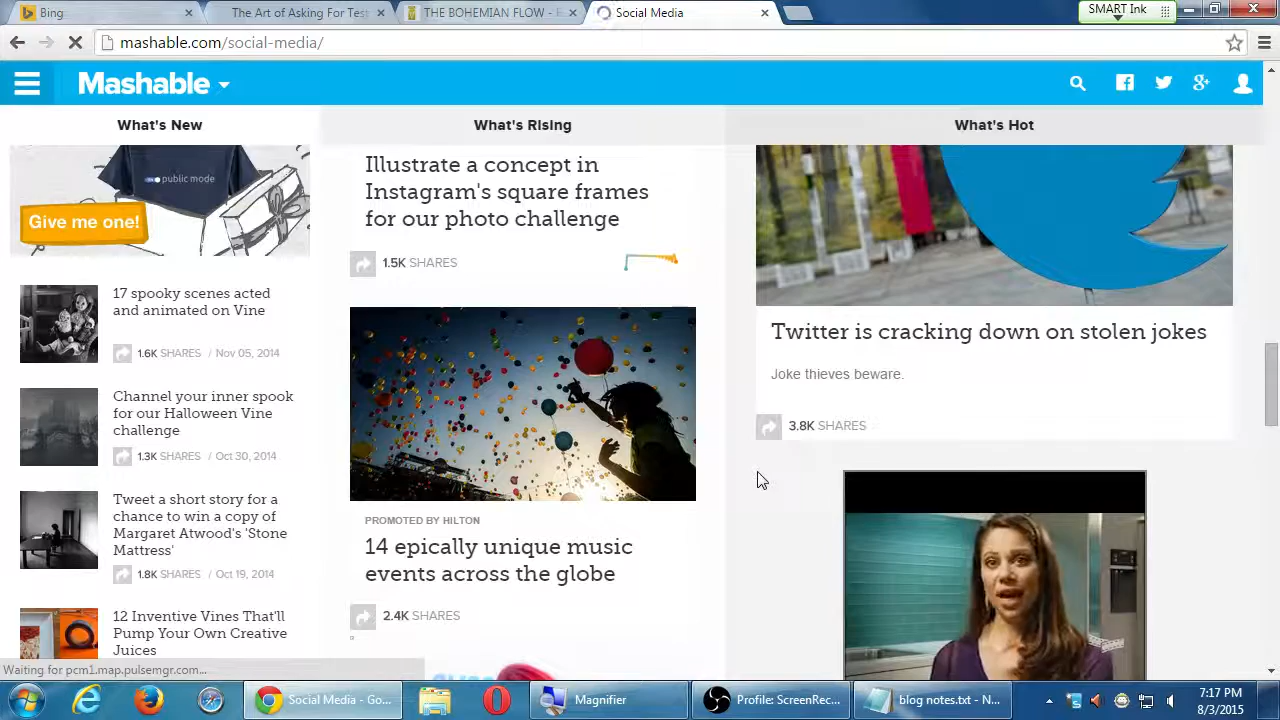 Bing
The Art of Asking For Test
THE BOHEMIAN FLOW -
Social Media
SMART Ink
mashable.com/social-media/
Mashable
What's New
What's Rising
What's Hot
public mode
Give me one!
17 spooky scenes acted
and animated on Vine
1.6K SHARES / Nov 05, 2014
Channel your inner spook
for our Halloween Vine
challenge
1.3K SHARES / Oct 30, 2014
Tweet a short story for a
chance to win a copy of
Margaret Atwood's 'Stone
Mattress'
1.8K SHARES / Oct 19, 2014
12 Inventive Vines That'll
Pump Your Own Creative
Juices
Illustrate a concept in
Instagram's square frames
for our photo challenge
1.5K SHARES
PROMOTED BY HILTON
14 epically unique music
events across the globe
2.4K SHARES
Twitter is cracking down on stolen jokes
Joke thieves beware.
3.8K SHARES
Waiting for pcm1.map.pulsemgr.com...
Social Media - Go...
Magnifier
Profile: ScreenRec...
blog notes.txt - N...
7:17 PM
8/3/2015